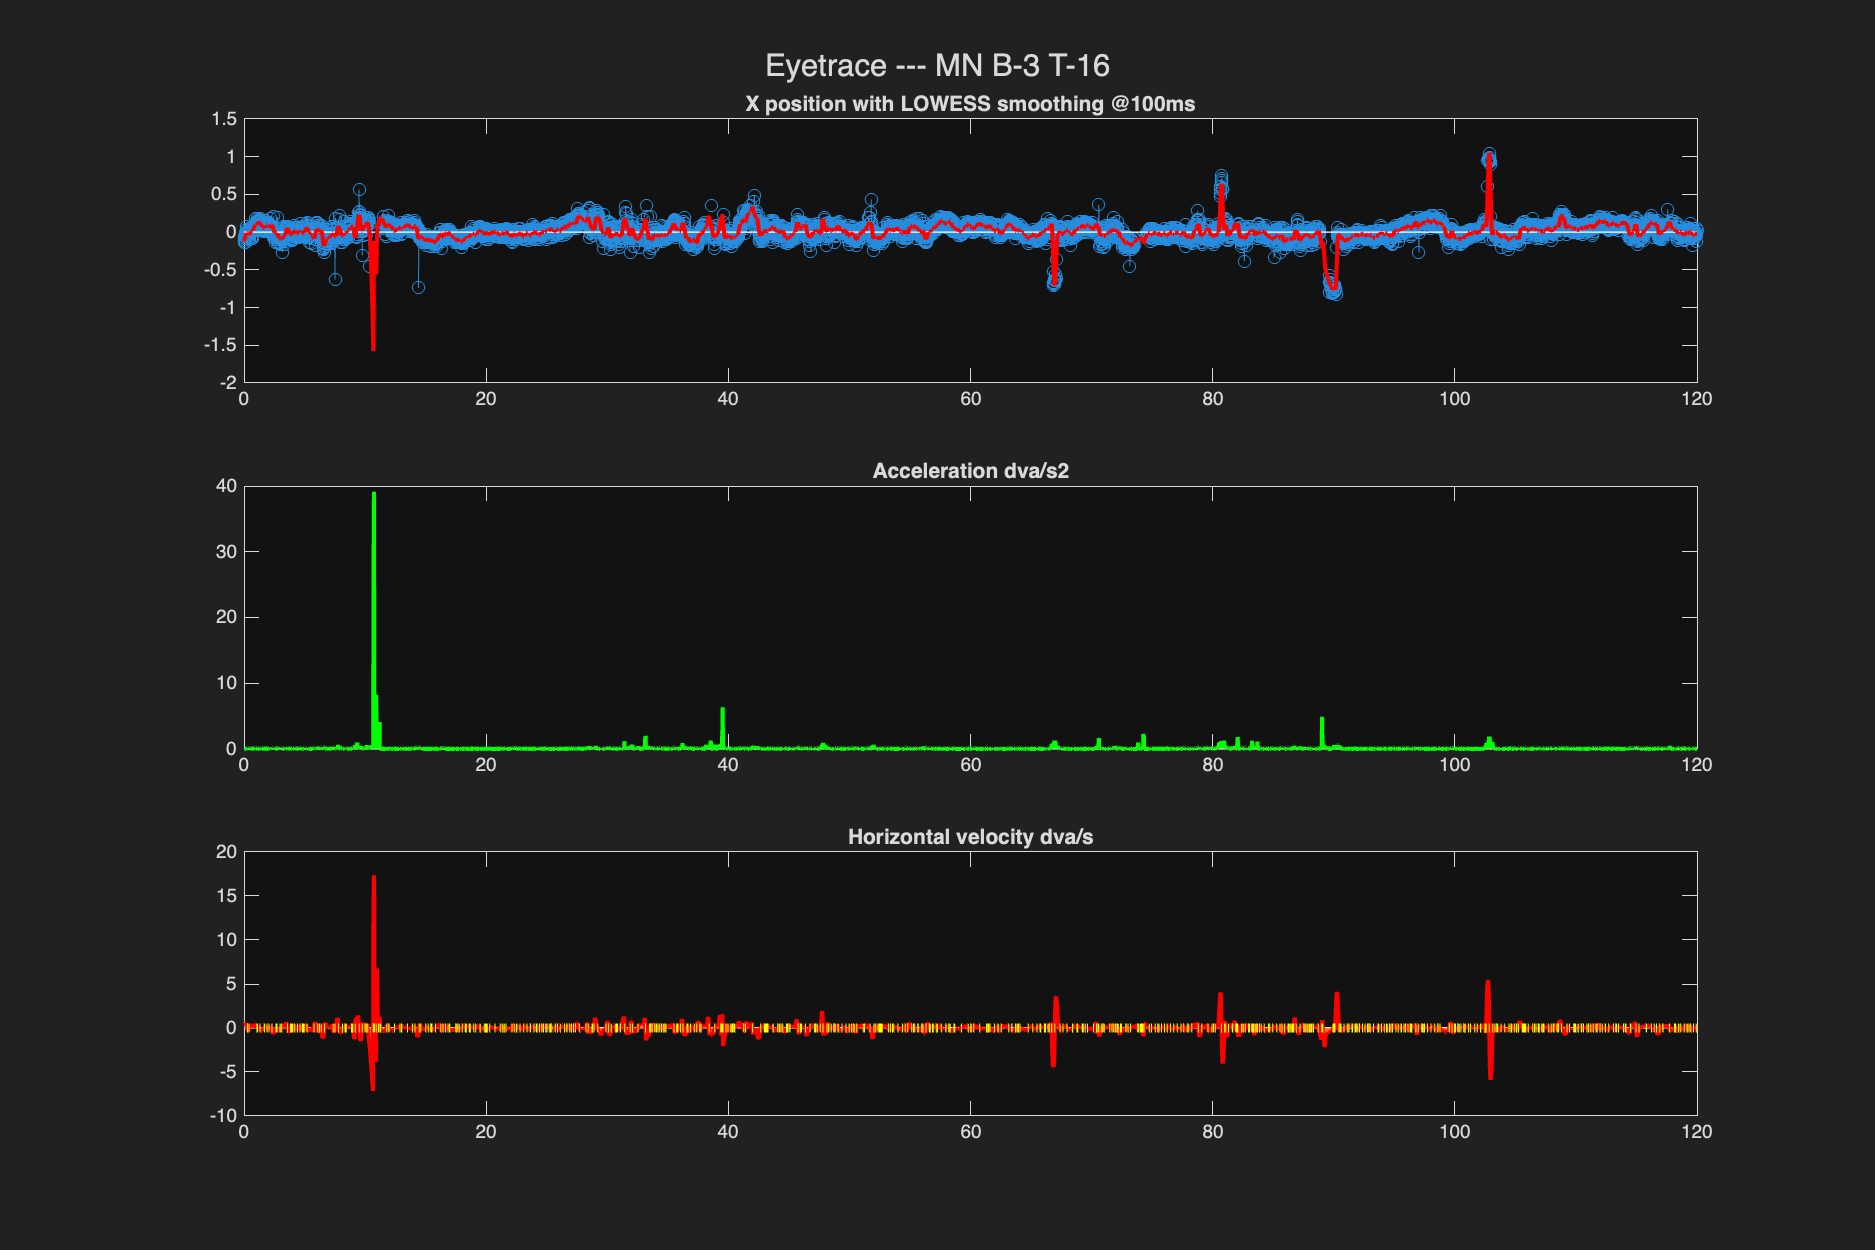 Eyetrace --- MN B-3 T-16
X position with LOWESS smoothing @100ms
1.5
1
0.5
0
-0.5
-1
-1.5
-2
0 20 40 60 80 100 120
Acceleration dva/s2
40
30
20
10
0
0 20 40 60 80 100 120
Horizontal velocity dva/s
20
15
10
5
0
-5
-10
0 20 40 60 80 100 120